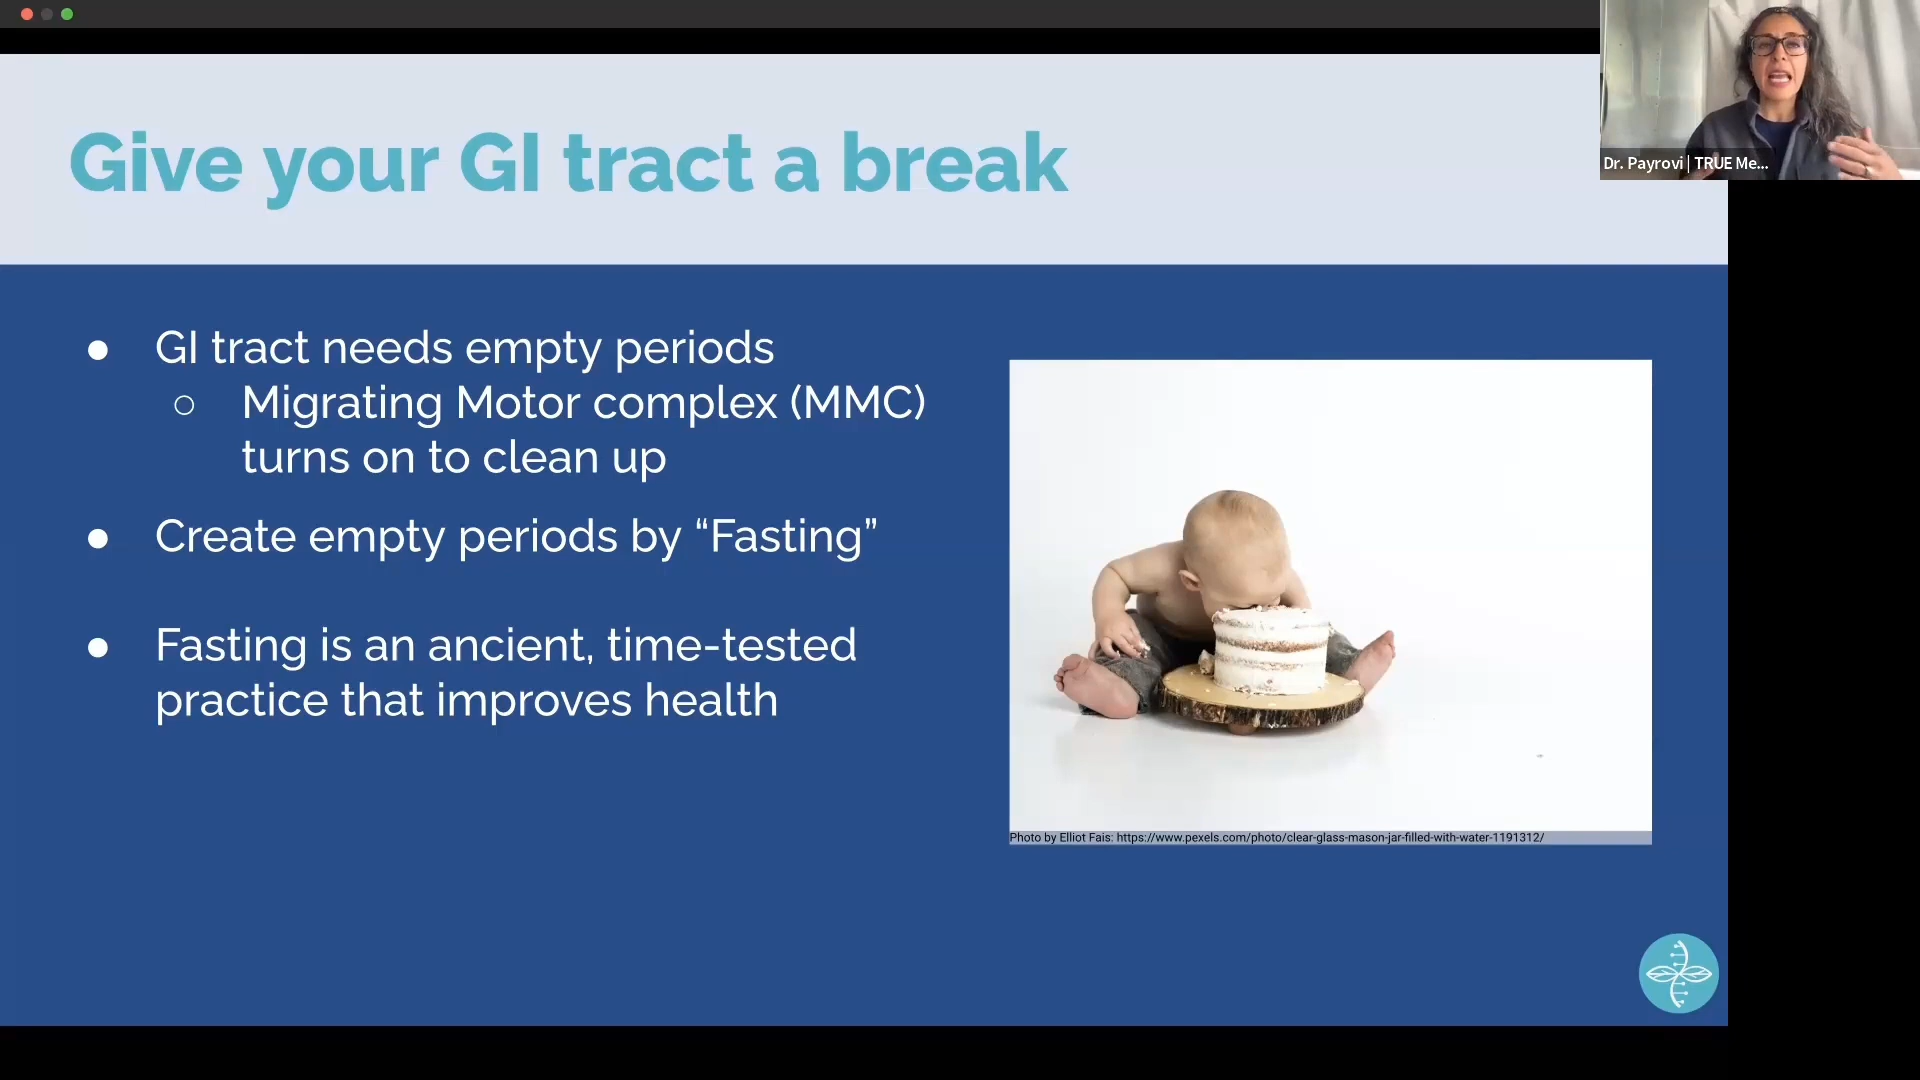 Give your GI tract a break
Dr. Payrovi | TRUE Me...
● GI tract needs empty periods
○ Migrating Motor complex (MMC)
turns on to clean up
● Create empty periods by “Fasting”
● Fasting is an ancient, time-tested
practice that improves health
Photo by Elliot Fais: https://www.pexels.com/photo/clear-glass-mason-jar-filled-with-water-1191312/